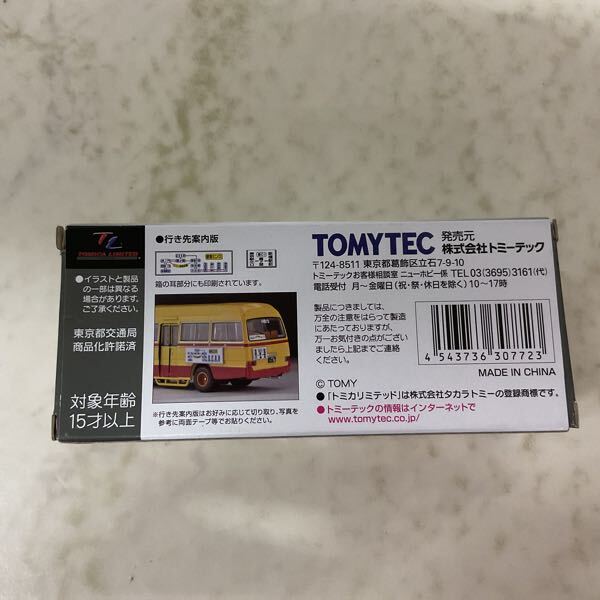 TL
TOMICA LIMITED
●イラストと製品
の一部は異なる
場合があります。
ご了承ください。
東京都交通局
商品化許諾済
対象年齢
15才以上
●行き先案内版
箱の耳部分にも印刷されています。
※行き先案内版はお好みに応じて切り取り、写真を
参考に両面テープ等でお貼りください。
TOMYTEC 発売元 株式会社トミーテック
〒124-8511 東京都葛飾区立石7-9-10
トミーテックお客様相談室 ニューホビー係 TEL 03(3695)3161(代)
電話受付 月〜金曜日(祝・祭・休日を除く)10〜17時
製品につきましては、
万全の注意をはらって製造
にあたっておりますが、
万一お気付きの点がござい
ましたら上記までご連絡
ください。
4 543736 307723
MADE IN CHINA
© TOMY
●「トミカリミテッド」は株式会社タカラトミーの登録商標です。
●トミーテックの情報はインターネットで
www.tomytec.co.jp/